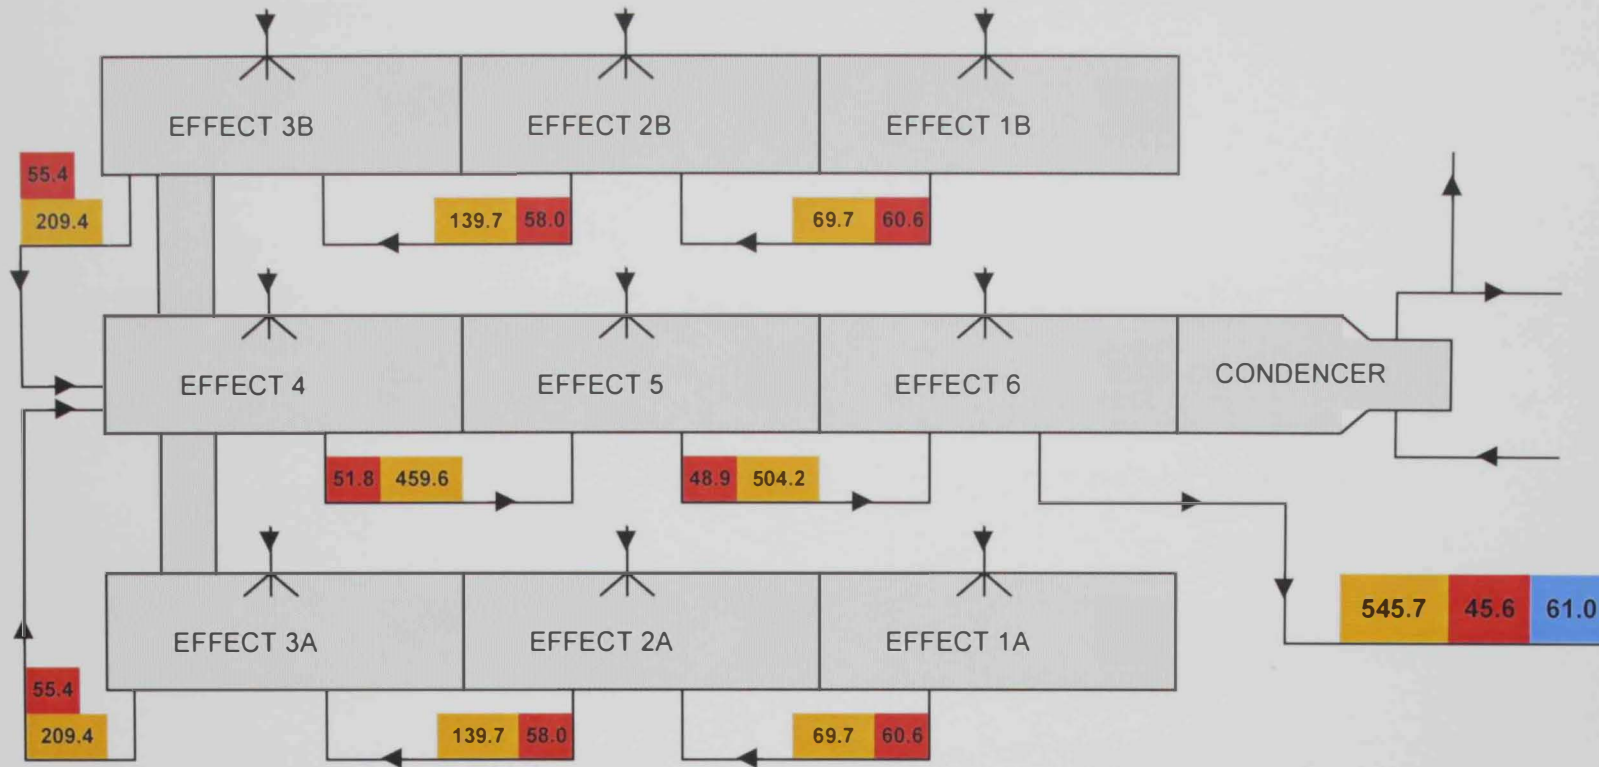 EFFECT 3B
EFFECT 2B
EFFECT 1B
55.4
209.4
139.7 58.0
69.7 60.6
EFFECT 4
EFFECT 5
EFFECT 6
CONDENCER
51.8 459.6
48.9 504.2
545.7 45.6 61.0
EFFECT 3A
EFFECT 2A
EFFECT 1A
55.4
209.4
139.7 58.0
69.7 60.6